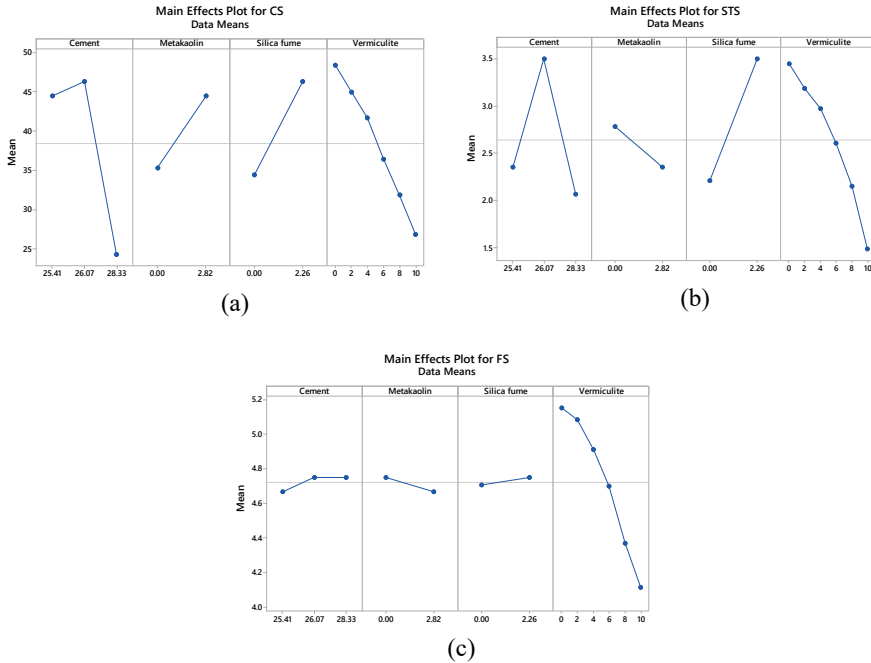 Main Effects Plot for CS
Data Means
Cement Metakaolin Silica fume Vermiculite
50
45
40
35
30
25
Mean
25.41 26.07 28.33 0.00 2.82 0.00 2.26 0 2 4 6 8 10
(a)
Main Effects Plot for STS
Data Means
Cement Metakaolin Silica fume Vermiculite
3.5
3.0
2.5
2.0
1.5
Mean
25.41 26.07 28.33 0.00 2.82 0.00 2.26 0 2 4 6 8 10
(b)
Main Effects Plot for FS
Data Means
Cement Metakaolin Silica fume Vermiculite
5.2
5.0
4.8
4.6
4.4
4.2
4.0
Mean
25.41 26.07 28.33 0.00 2.82 0.00 2.26 0 2 4 6 8 10
(c)